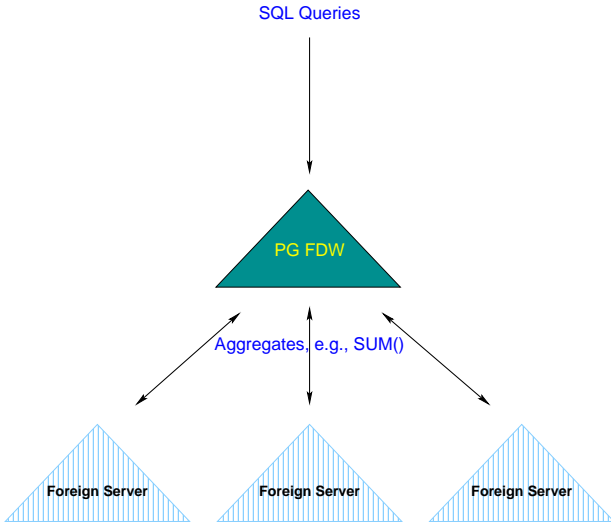 SQL Queries
PG FDW
Aggregates, e.g., SUM()
Foreign Server
Foreign Server
Foreign Server